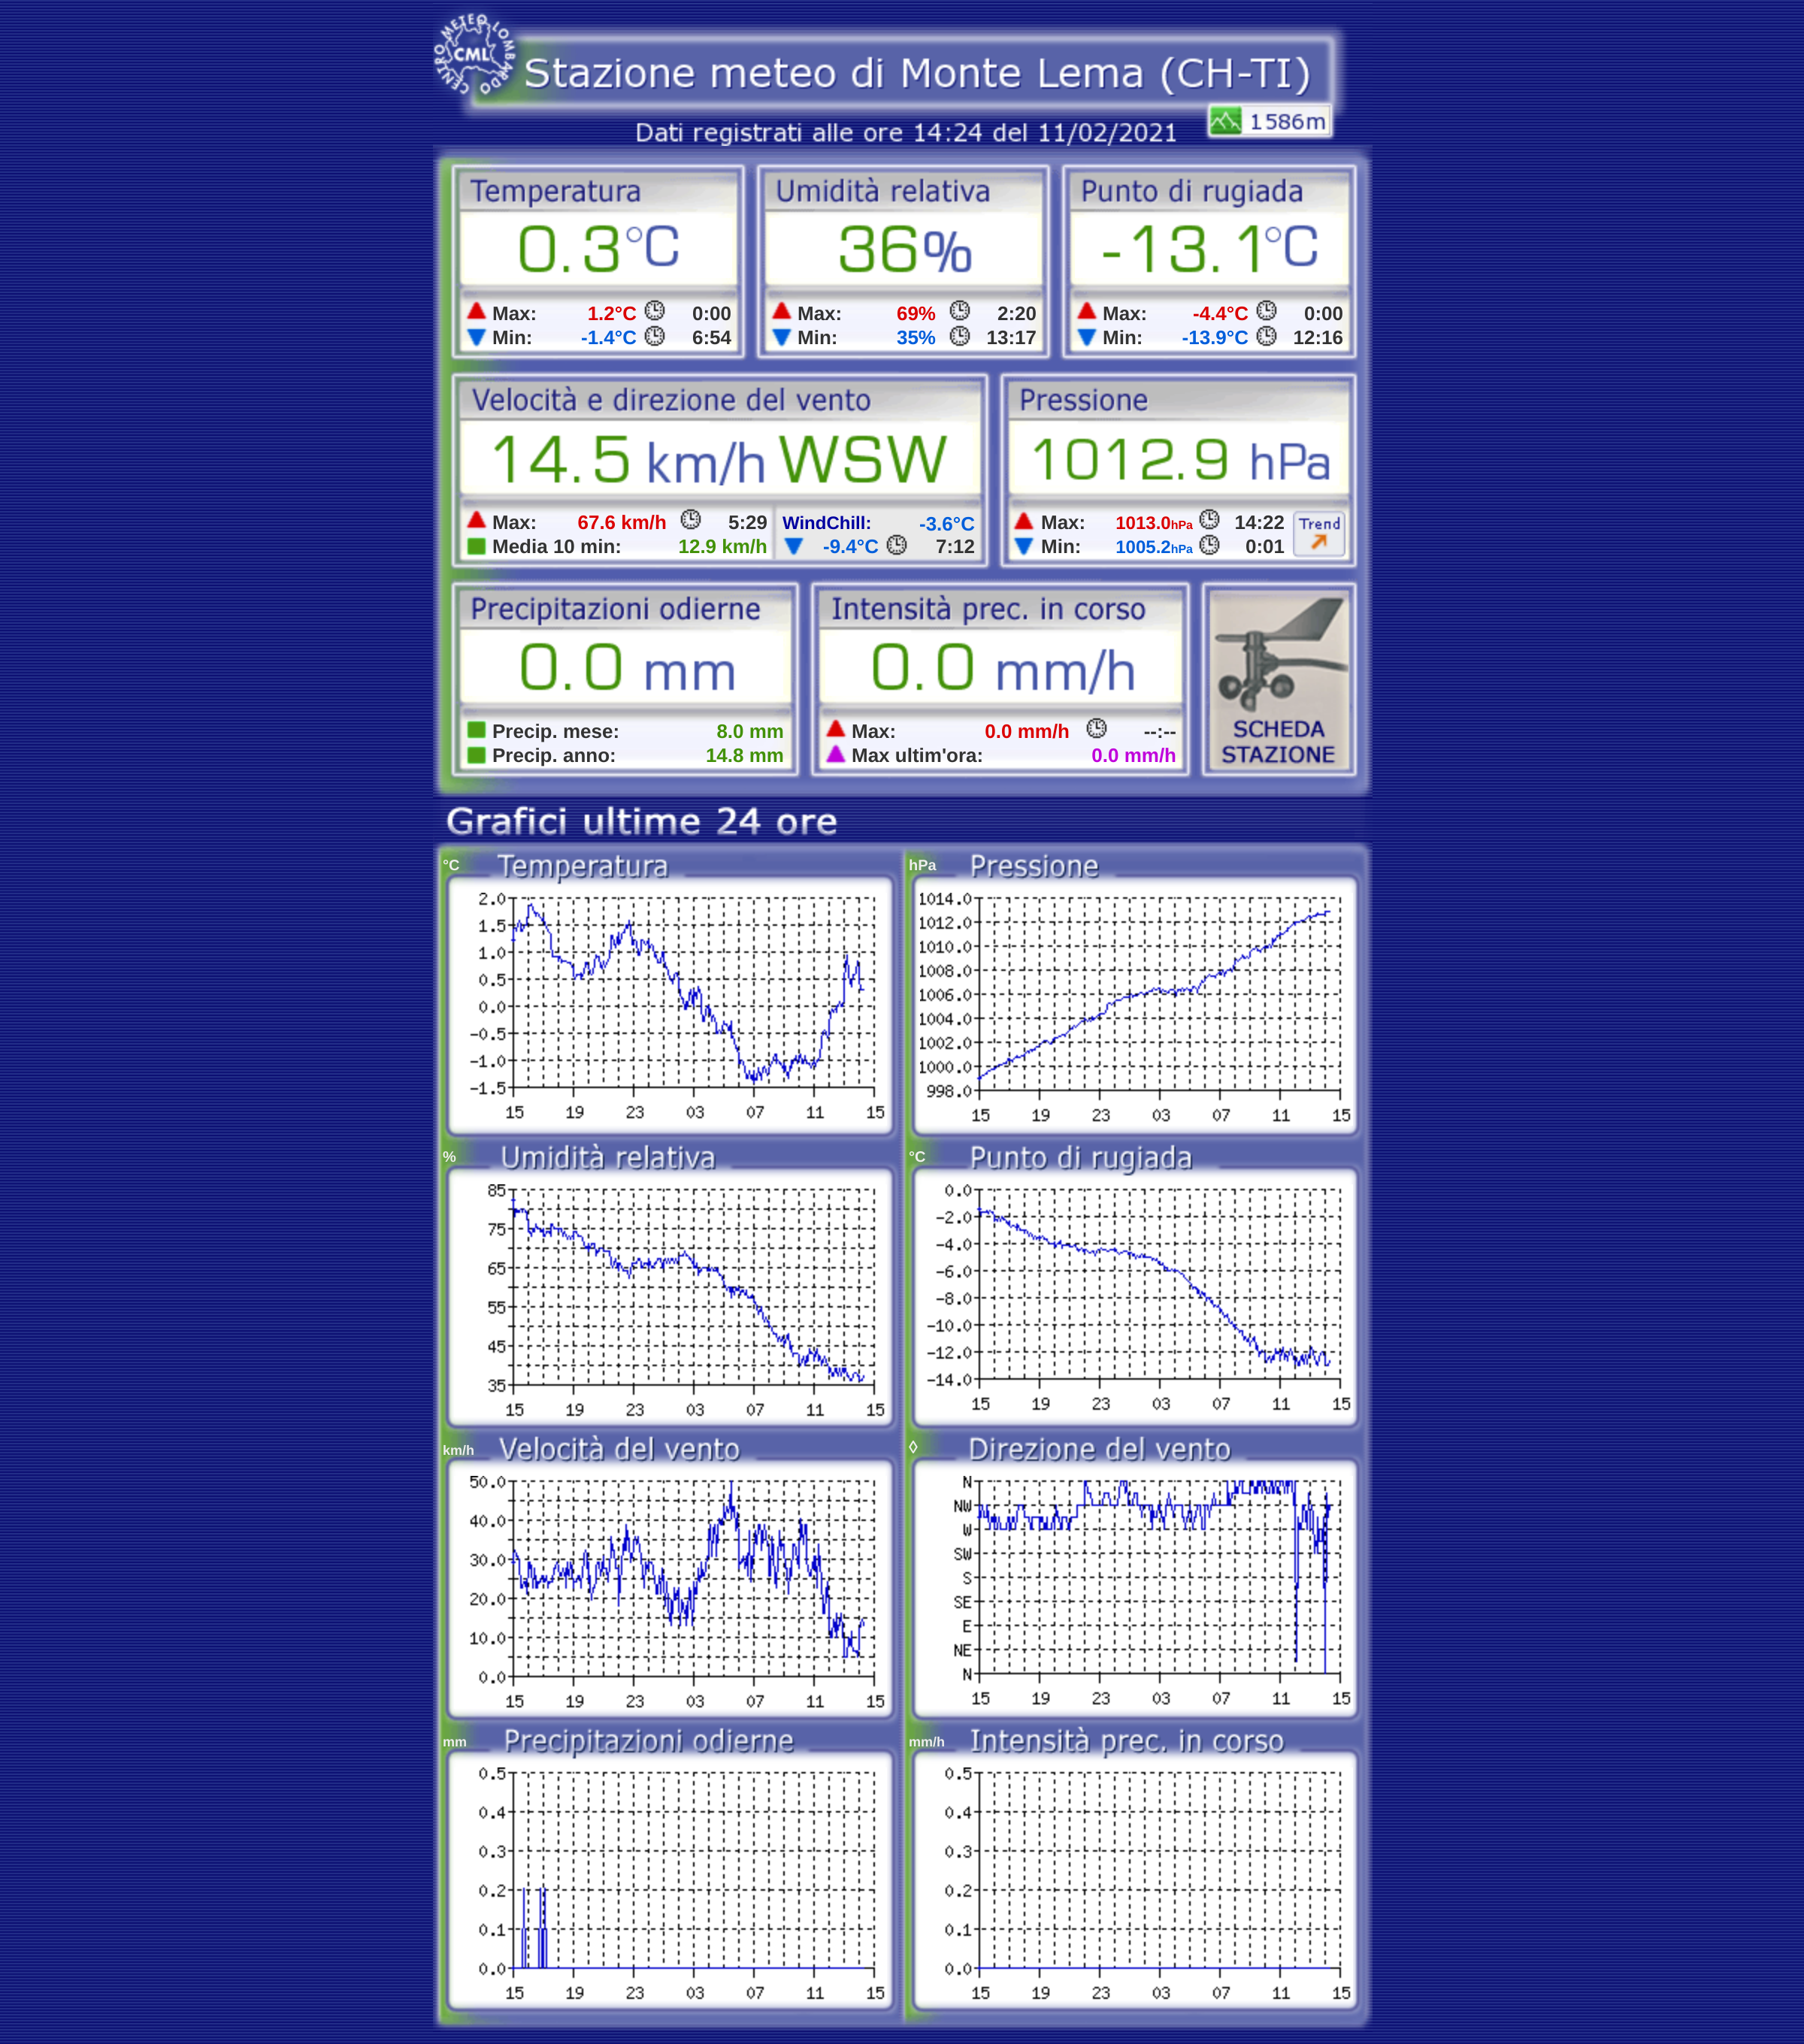 CENTRO METEO LOMBARDO
CML
Stazione meteo di Monte Lema (CH-TI)
1586m
Dati registrati alle ore 14:24 del 11/02/2021
Temperatura Umidità relativa Punto di rugiada
0.3°C 36% -13.1°C
Max: 1.2°C 0:00 Max: 69% 2:20 Max: -4.4°C 0:00
Min: -1.4°C 6:54 Min: 35% 13:17 Min: -13.9°C 12:16
Velocità e direzione del vento Pressione
14.5 km/h WSW 1012.9 hPa
Max: 67.6 km/h 5:29 WindChill: -3.6°C Max: 1013.0hPa 14:22 Trend
Media 10 min: 12.9 km/h -9.4°C 7:12 Min: 1005.2hPa 0:01
Precipitazioni odierne Intensità prec. in corso
0.0 mm 0.0 mm/h
Precip. mese: 8.0 mm Max: 0.0 mm/h --:-- SCHEDA
Precip. anno: 14.8 mm Max ultim'ora: 0.0 mm/h STAZIONE
Grafici ultime 24 ore
°C Temperatura
2.0
1.5
1.0
0.5
0.0
-0.5
-1.0
-1.5
15 19 23 03 07 11 15
hPa Pressione
1014.0
1012.0
1010.0
1008.0
1006.0
1004.0
1002.0
1000.0
998.0
15 19 23 03 07 11 15
% Umidità relativa
85
75
65
55
45
35
15 19 23 03 07 11 15
°C Punto di rugiada
0.0
-2.0
-4.0
-6.0
-8.0
-10.0
-12.0
-14.0
15 19 23 03 07 11 15
km/h Velocità del vento
50.0
40.0
30.0
20.0
10.0
0.0
15 19 23 03 07 11 15
◊ Direzione del vento
N
NW
W
SW
S
SE
E
NE
N
15 19 23 03 07 11 15
mm Precipitazioni odierne
0.5
0.4
0.3
0.2
0.1
0.0
15 19 23 03 07 11 15
mm/h Intensità prec. in corso
0.5
0.4
0.3
0.2
0.1
0.0
15 19 23 03 07 11 15